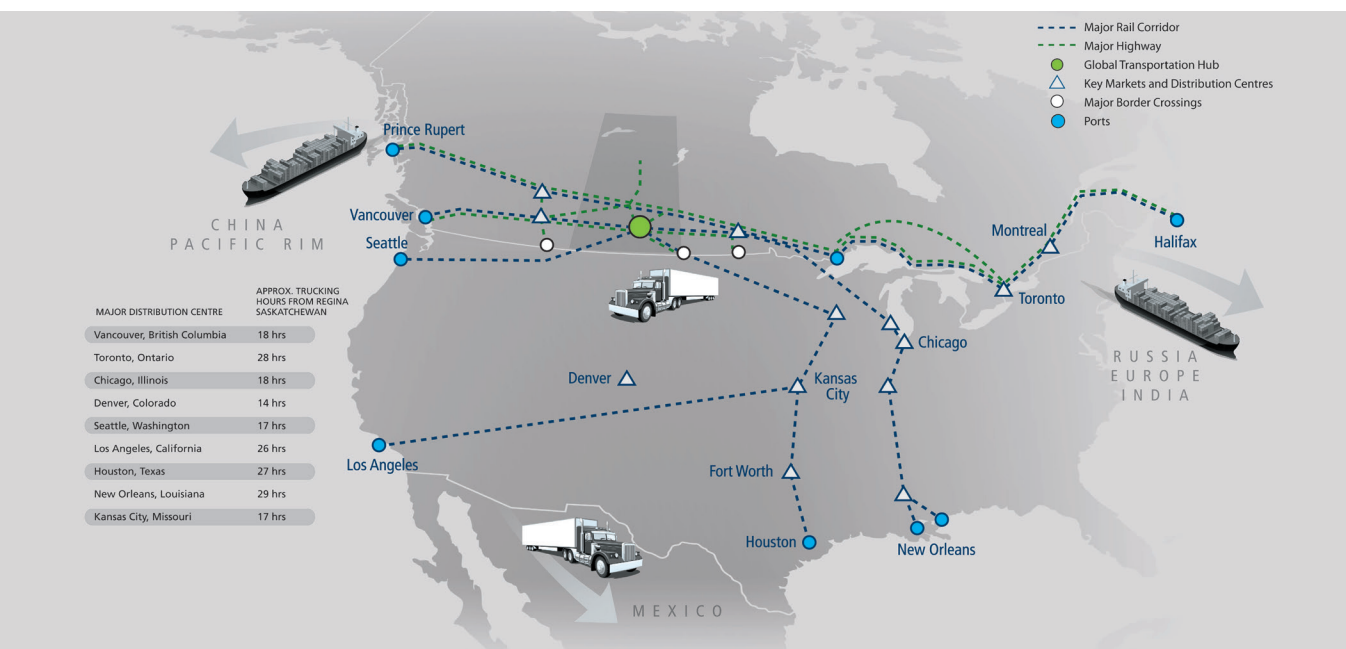 Major Rail Corridor
Major Highway
Global Transportation Hub
Key Markets and Distribution Centres
Major Border Crossings
Ports
Prince Rupert
Vancouver
Seattle
CHINA
PACIFIC RIM
Montreal
Halifax
Toronto
Chicago
RUSSIA
EUROPE
INDIA
Denver
Kansas
City
Los Angeles
Fort Worth
Houston
New Orleans
MEXICO
MAJOR DISTRIBUTION CENTRE
APPROX. TRUCKING
HOURS FROM REGINA
SASKATCHEWAN
Vancouver, British Columbia 18 hrs
Toronto, Ontario 28 hrs
Chicago, Illinois 18 hrs
Denver, Colorado 14 hrs
Seattle, Washington 17 hrs
Los Angeles, California 26 hrs
Houston, Texas 27 hrs
New Orleans, Louisiana 29 hrs
Kansas City, Missouri 17 hrs